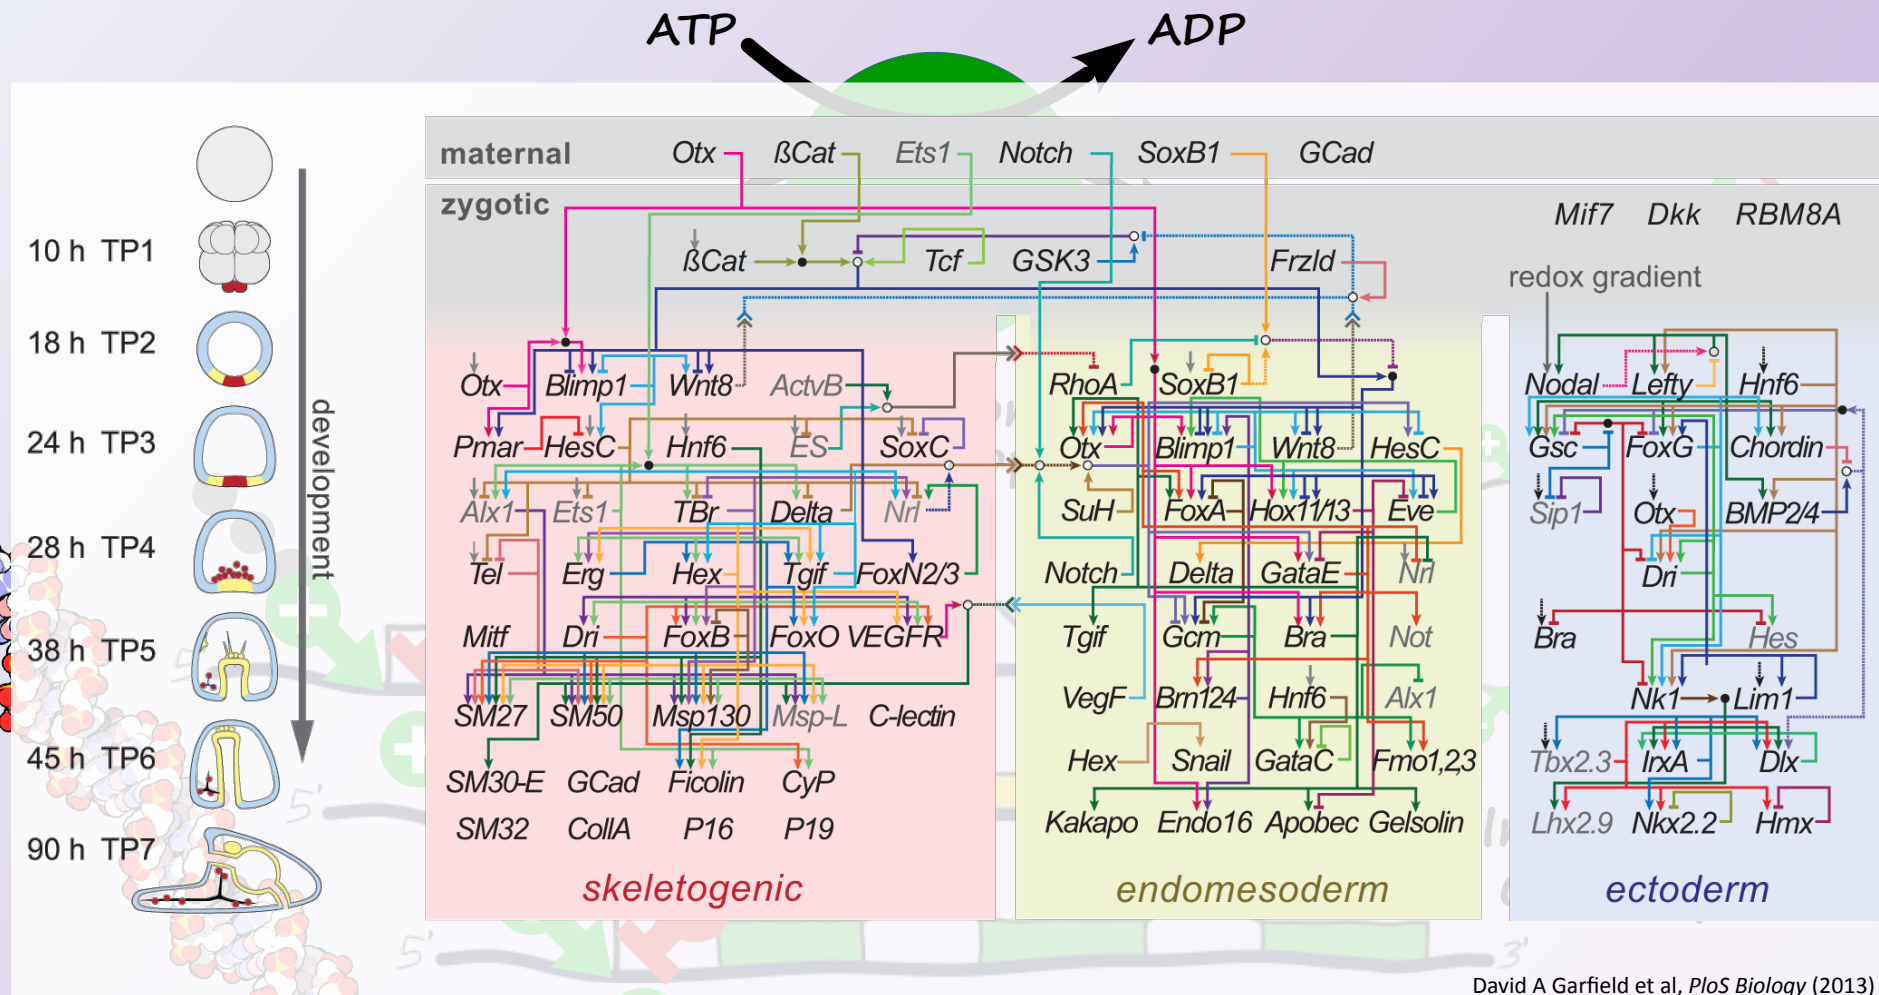 ATP ADP
maternal Otx ßCat Ets1 Notch SoxB1 GCad
zygotic
Mif7 Dkk RBM8A
ßCat Tcf GSK3 Frzld
redox gradient
10 h TP1
18 h TP2
24 h TP3
28 h TP4
38 h TP5
45 h TP6
90 h TP7
development
Otx Blimp1 Wnt8 ActvB
Pmar HesC Hnf6 ES SoxC
Alx1 Ets1 TBr Delta Nrl
Tel Erg Hex Tgif FoxN2/3
Mitf Dri FoxB FoxO VEGFR
SM27 SM50 Msp130 Msp-L C-lectin
SM30-E GCad Ficolin CyP
SM32 CollA P16 P19
skeletogenic
RhoA SoxB1
Otx Blimp1 Wnt8 HesC
SuH FoxA Hox11/13 Eve
Notch Delta GataE Nrl
Tgif Gcm Bra Not
VegF Brn124 Hnf6 Alx1
Hex Snail GataC Fmo1,2,3
Kakapo Endo16 Apobec Gelsolin
endomesoderm
Nodal Lefty Hnf6
Gsc FoxG Chordin
Sip1 Otx BMP2/4
Dri
Bra Hes
Nk1 Lim1
Tbx2.3 IrxA Dlx
Lhx2.9 Nkx2.2 Hmx
ectoderm
5'
5'
5' 3'
David A Garfield et al, PloS Biology (2013)